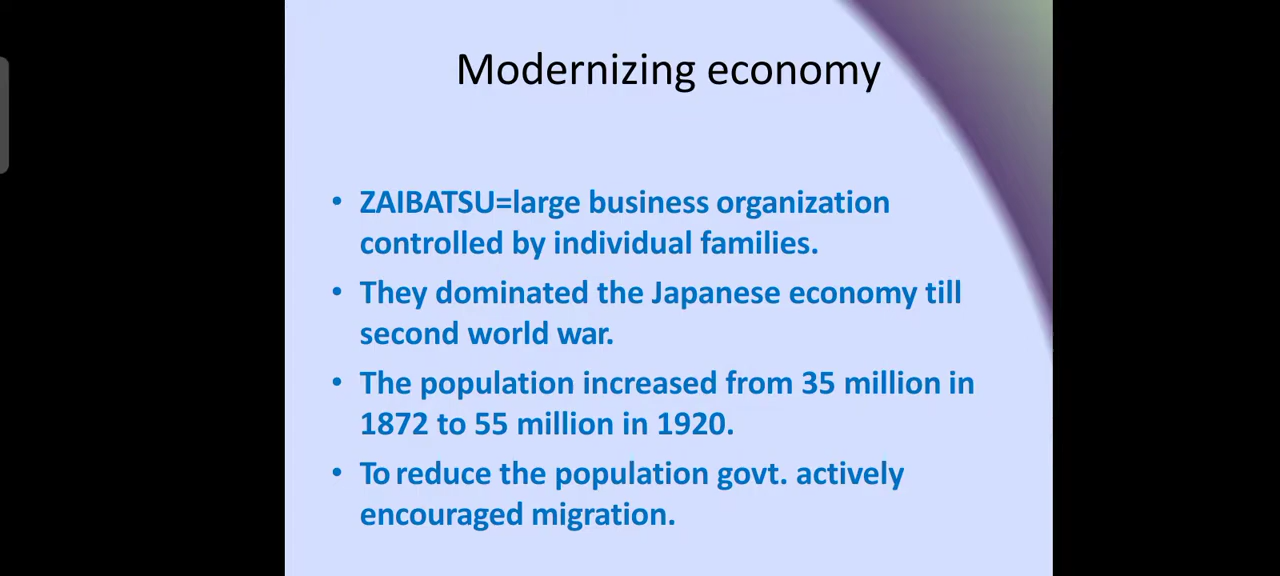 Modernizing economy
• ZAIBATSU=large business organization
controlled by individual families.
• They dominated the Japanese economy till
second world war.
• The population increased from 35 million in
1872 to 55 million in 1920.
• To reduce the population govt. actively
encouraged migration.